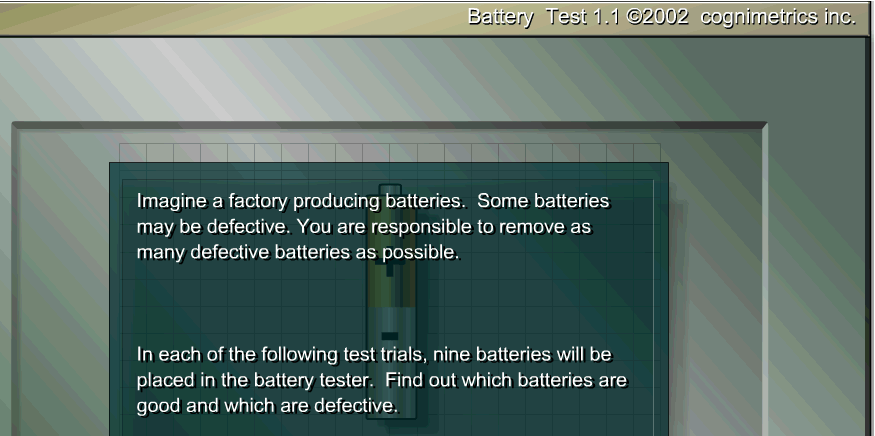 Battery Test 1.1 ©2002 cognimetrics inc.
Imagine a factory producing batteries. Some batteries
may be defective. You are responsible to remove as
many defective batteries as possible.
In each of the following test trials, nine batteries will be
placed in the battery tester. Find out which batteries are
good and which are defective.